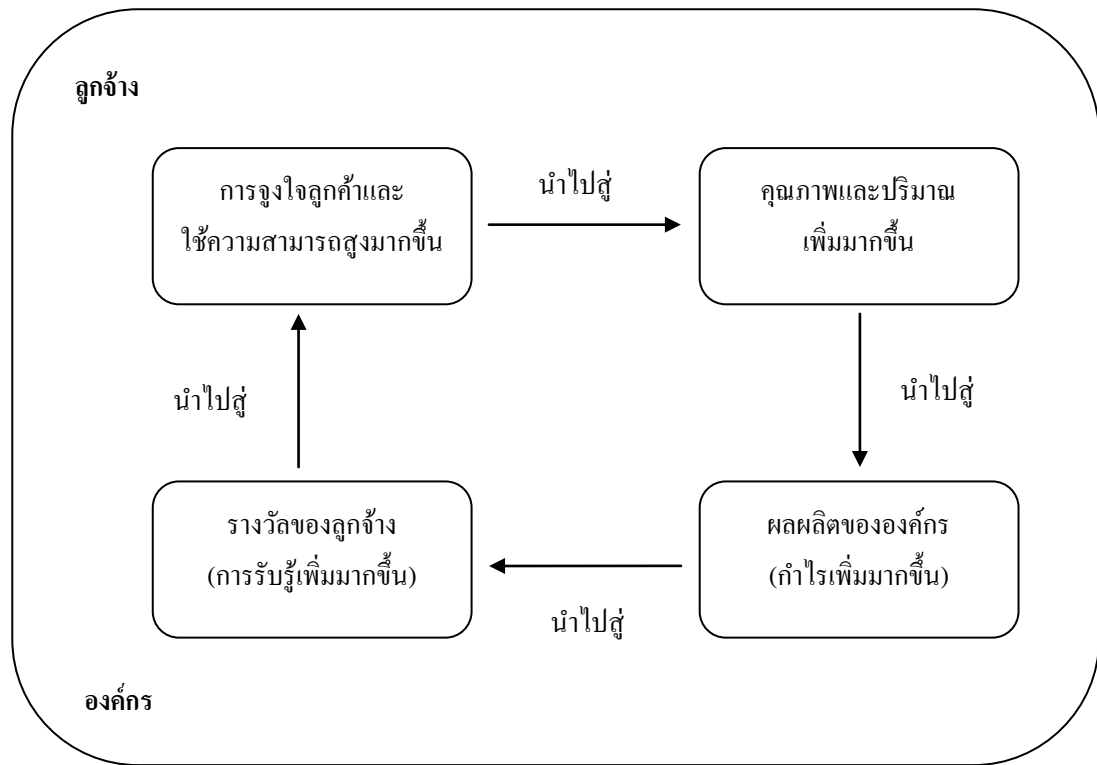 ลูกจ้าง
การจูงใจลูกค้าและ
ใช้ความสามารถสูงมากขึ้น
นำไปสู่
คุณภาพและปริมาณ
เพิ่มมากขึ้น
นำไปสู่
นำไปสู่
รางวัลของลูกจ้าง
(การรับรู้เพิ่มมากขึ้น)
นำไปสู่
ผลผลิตขององค์กร
(กำไรเพิ่มมากขึ้น)
องค์กร